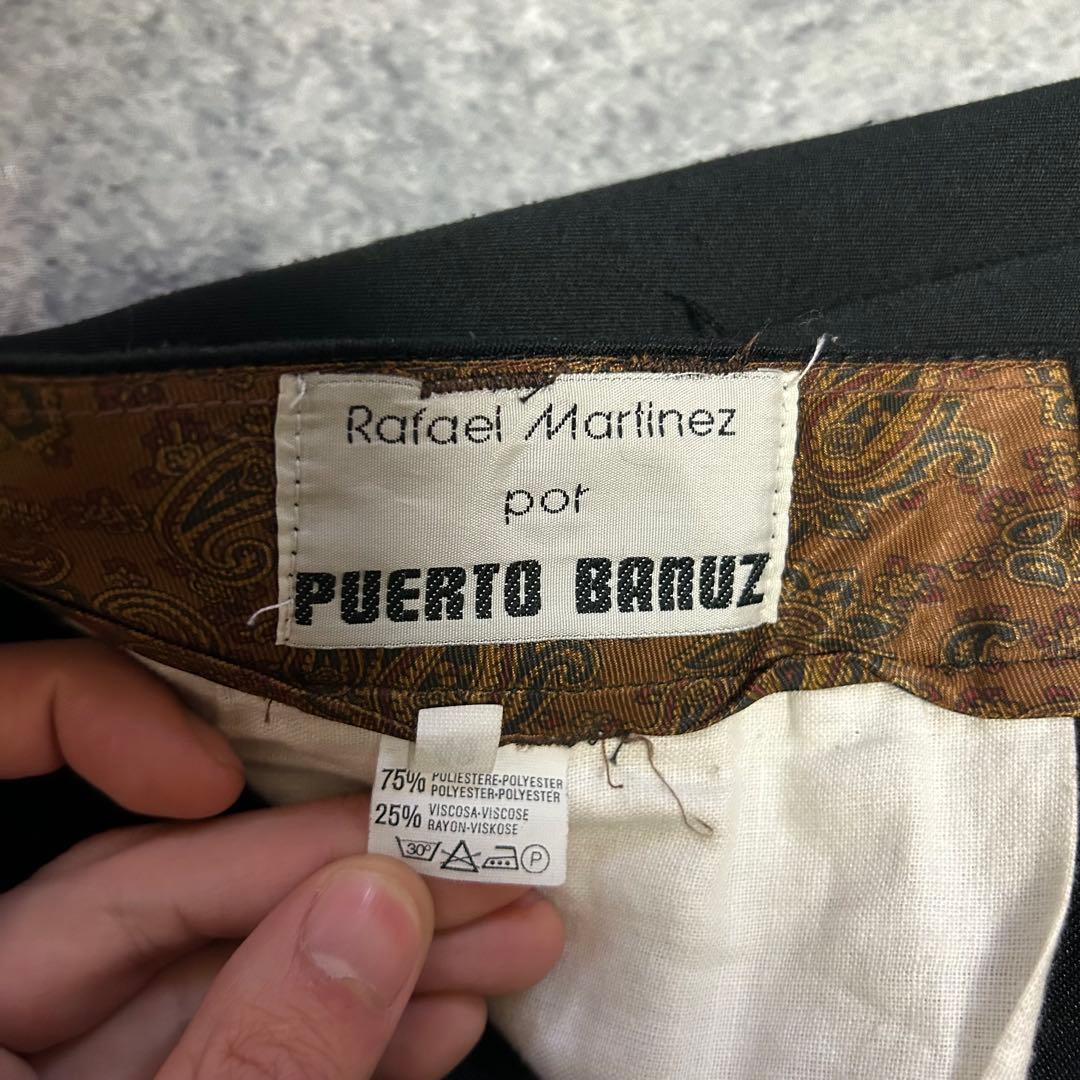 Rafael Martinez
por
PUERTO BANUZ
75% POLIESTERE-POLYESTER
POLYESTER-POLYESTER
25% VISCOSA-VISCOSE
RAYON-VISKOSE
30° P